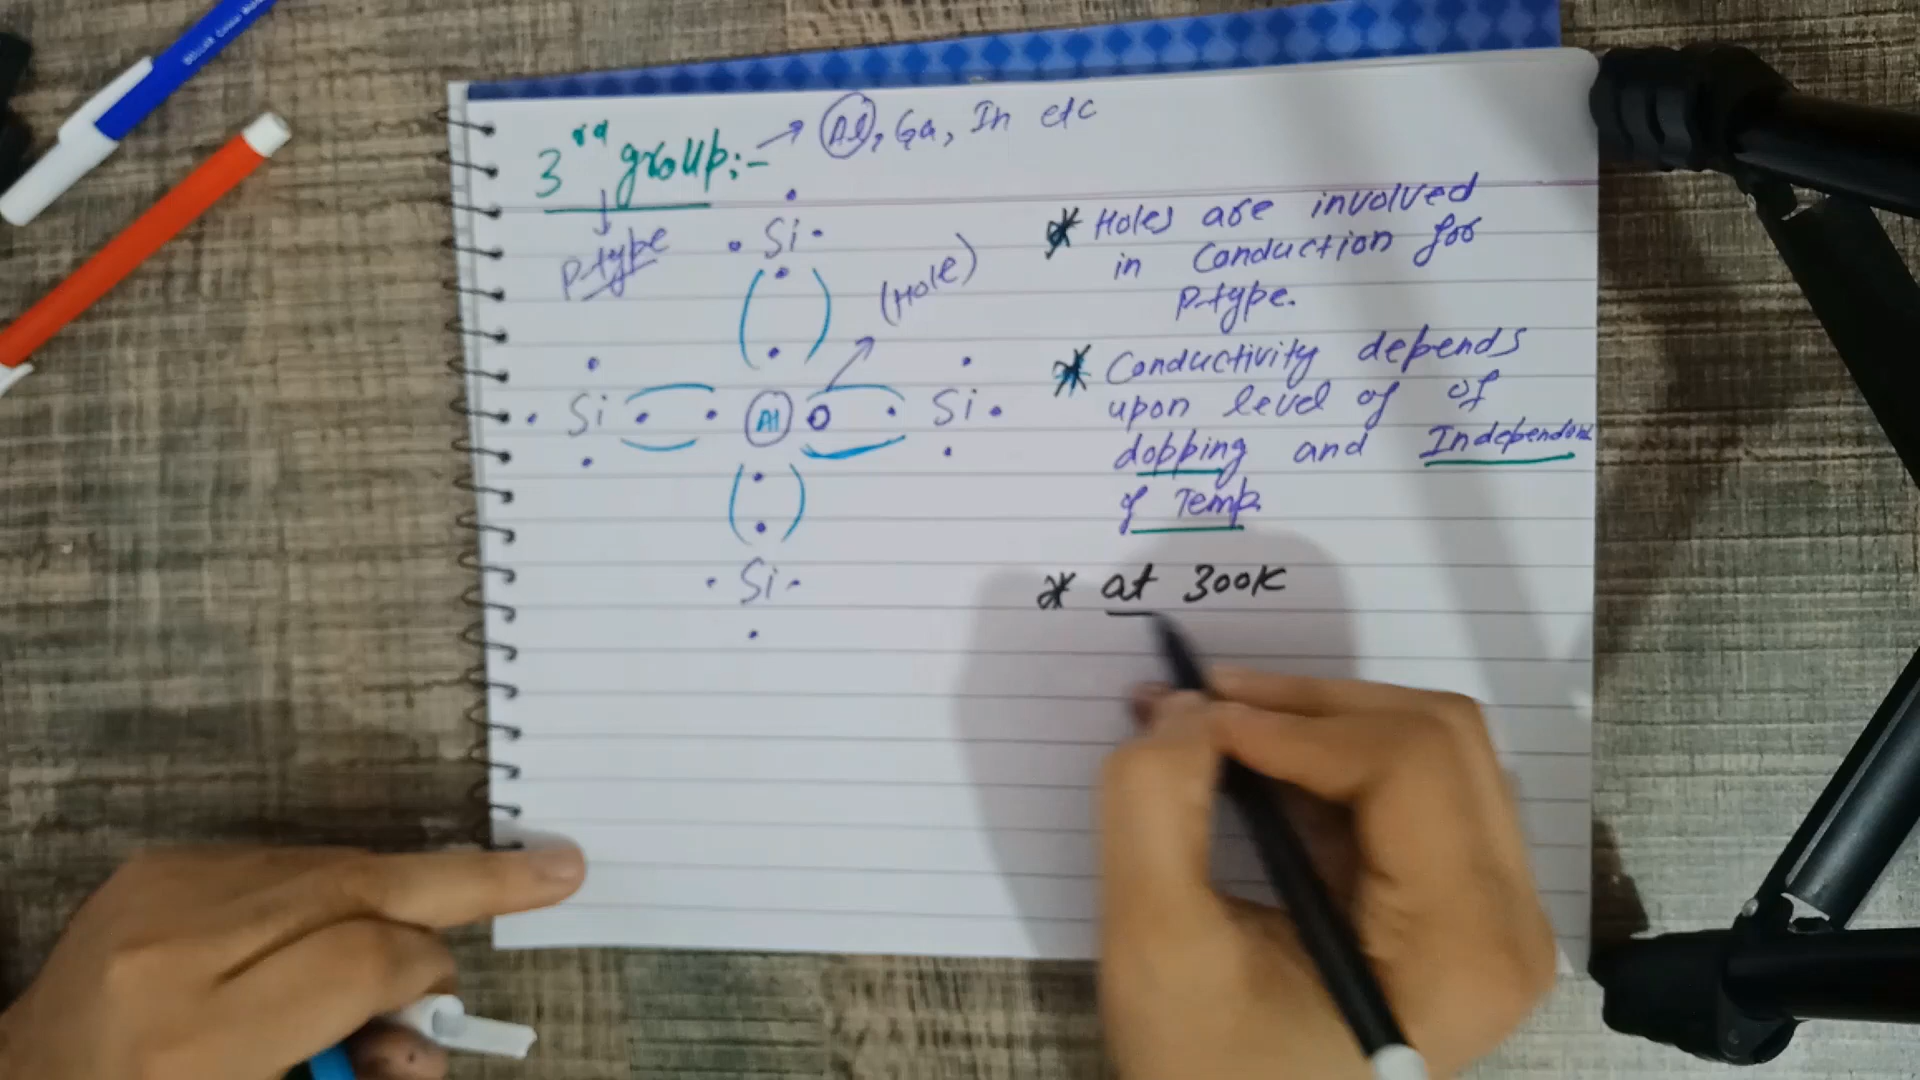 3rd group:- → Al, Ga, In etc
P-type
Si
(Hole)
Si Al Si
Si
* Holes are involved
in Conduction for
P-type.
* Conductivity depends
upon level of of
dopping and Independent
of Temp.
* at 300K